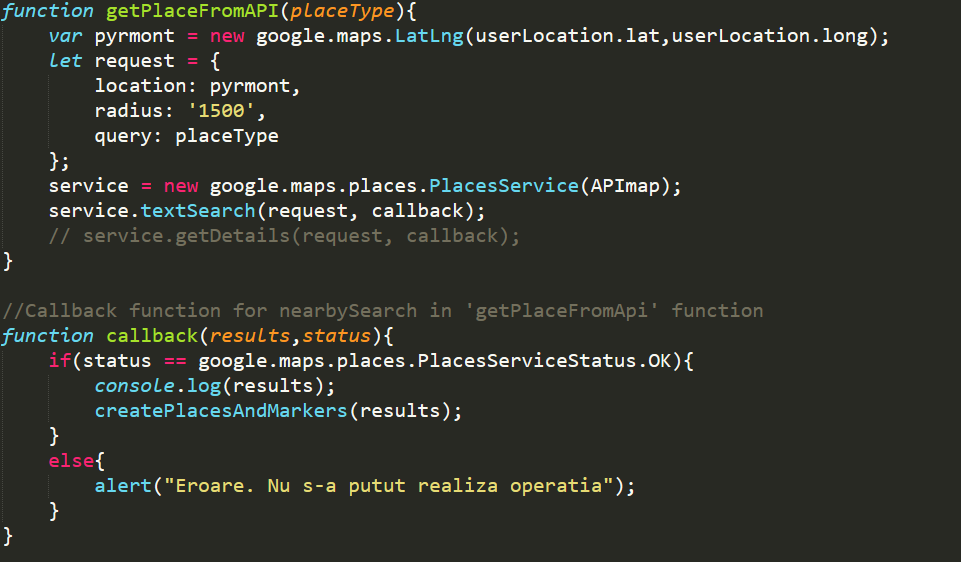 function getPlaceFromAPI(placeType){
    var pyrmont = new google.maps.LatLng(userLocation.lat,userLocation.long);
    let request = {
        location: pyrmont,
        radius: '1500',
        query: placeType
    };
    service = new google.maps.places.PlacesService(APImap);
    service.textSearch(request, callback);
    // service.getDetails(request, callback);
}

//Callback function for nearbySearch in 'getPlaceFromApi' function
function callback(results,status){
    if(status == google.maps.places.PlacesServiceStatus.OK){
        console.log(results);
        createPlacesAndMarkers(results);
    }
    else{
        alert("Eroare. Nu s-a putut realiza operatia");
    }
}